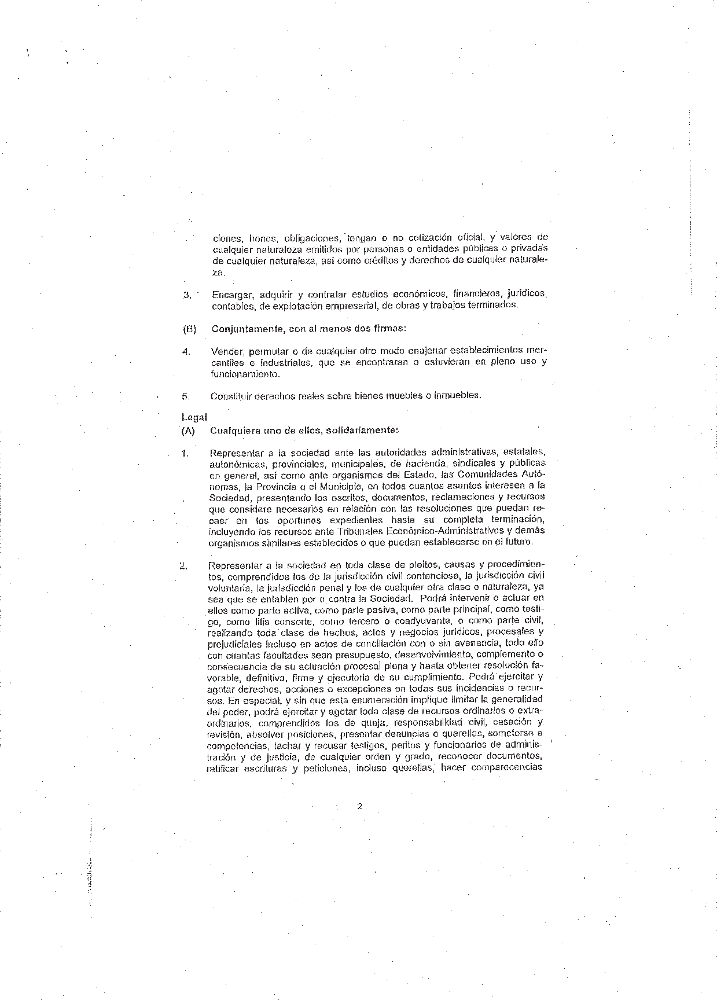 ciones, bonos, obligaciones, tengan o no cotización oficial, y valores de
cualquier naturaleza emitidos por personas o entidades públicas o privadas
de cualquier naturaleza, así como créditos y derechos de cualquier naturale-
za.
3. Encargar, adquirir y contratar estudios económicos, financieros, jurídicos,
contables, de explotación empresarial, de obras y trabajos terminados.
(B) Conjuntamente, con al menos dos firmas:
4. Vender, permutar o de cualquier otro modo enajenar establecimientos mer-
cantiles e industriales, que se encontraran o estuvieran en pleno uso y
funcionamiento.
5. Constituir derechos reales sobre bienes muebles o inmuebles.
Legal
(A) Cualquiera uno de ellos, solidariamente:
1. Representar a la sociedad ante las autoridades administrativas, estatales,
autonómicas, provinciales, municipales, de hacienda, sindicales y públicas
en general, así como ante organismos del Estado, las Comunidades Autó-
nomas, la Provincia o el Municipio, en todos cuantos asuntos interesen a la
Sociedad, presentando los escritos, documentos, reclamaciones y recursos
que considere necesarios en relación con las resoluciones que puedan re-
caer en los oportunos expedientes hasta su completa terminación,
incluyendo los recursos ante Tribunales Económico-Administrativos y demás
organismos similares establecidos o que puedan establecerse en el futuro.
2. Representar a la sociedad en toda clase de pleitos, causas y procedimien-
tos, comprendidos los de la jurisdicción civil contenciosa, la jurisdicción civil
voluntaria, la jurisdicción penal y los de cualquier otra clase o naturaleza, ya
sea que se entablen por o contra la Sociedad. Podrá intervenir o actuar en
ellos como parte activa, como parte pasiva, como parte principal, como testi-
go, como litis consorte, como tercero o coadyuvante, o como parte civil,
realizando toda clase de hechos, actos y negocios jurídicos, procesales y
prejudiciales incluso en actos de conciliación con o sin avenencia, todo ello
con cuantas facultades sean presupuesto, desenvolvimiento, complemento o
consecuencia de su actuación procesal plena y hasta obtener resolución fa-
vorable, definitiva, firme y ejecutoria de su cumplimiento. Podrá ejercitar y
agotar derechos, acciones o excepciones en todas sus incidencias o recur-
sos. En especial, y sin que esta enumeración implique limitar la generalidad
del poder, podrá ejercitar y agotar toda clase de recursos ordinarios o extra-
ordinarios, comprendidos los de queja, responsabilidad civil, casación y
revisión, absolver posiciones, presentar denuncias o querellas, someterse a
competencias, tachar y recusar testigos, peritos y funcionarios de adminis-
tración y de justicia, de cualquier orden y grado, reconocer documentos,
ratificar escrituras y peticiones, incluso querellas, hacer comparecencias
2